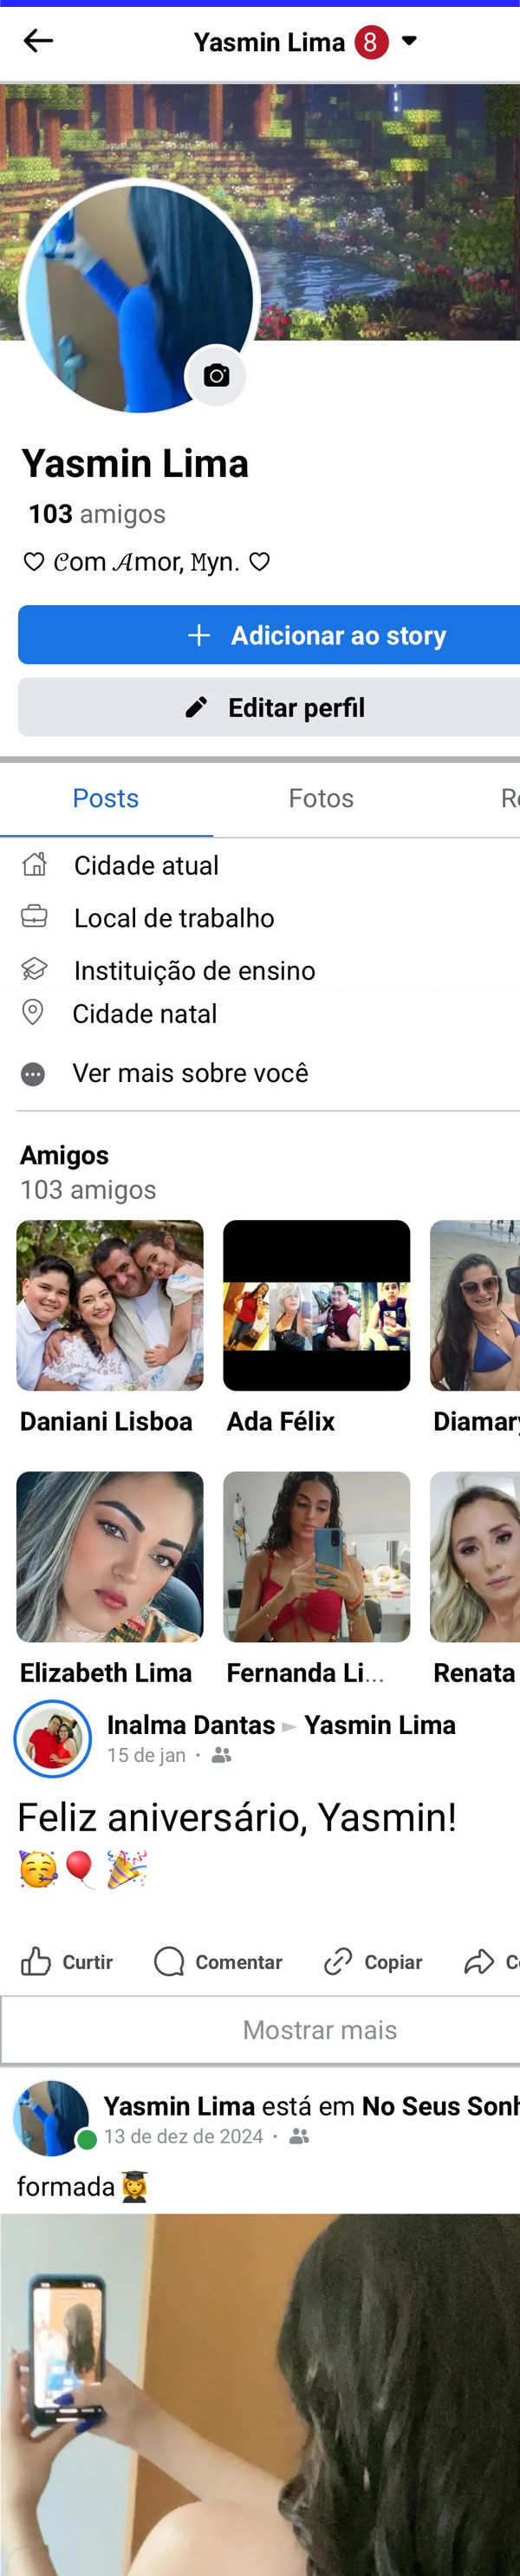 Yasmin Lima 8
Yasmin Lima
103 amigos
♡ 𝒞om 𝒜mor, 𝙼yn. ♡
+ Adicionar ao story
Editar perfil
Posts Fotos
Cidade atual
Local de trabalho
Instituição de ensino
Cidade natal
Ver mais sobre você
Amigos
103 amigos
Daniani Lisboa Ada Félix Diamary
Elizabeth Lima Fernanda Li... Renata
Inalma Dantas ► Yasmin Lima
15 de jan ·
Feliz aniversário, Yasmin!
🥳🎈🎉
Curtir Comentar Copiar
Mostrar mais
Yasmin Lima está em No Seus Sonh
13 de dez de 2024 ·
formada 👩‍🎓